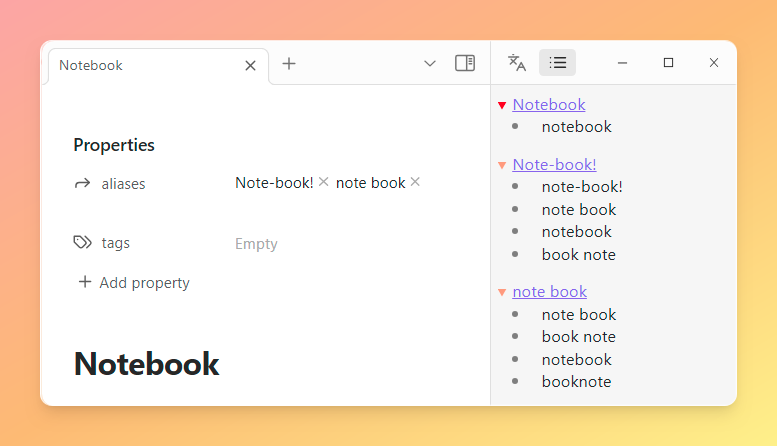 Notebook
Properties
aliases
Note-book! note book
tags
Empty
Add property
Notebook
Notebook
notebook
Note-book!
note-book!
note book
notebook
book note
note book
note book
book note
notebook
booknote